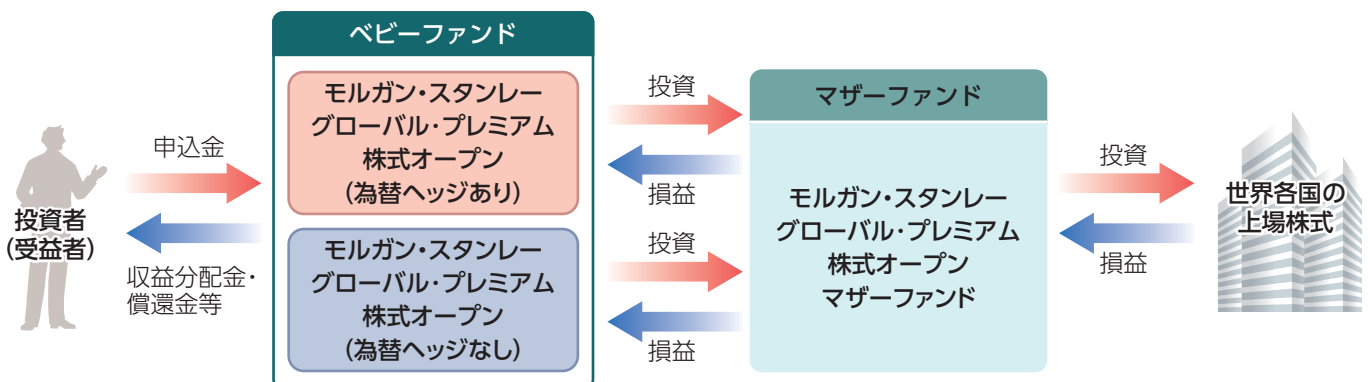 投資者
(受益者)
申込金
収益分配金・
償還金等
ベビーファンド
モルガン・スタンレー
グローバル・プレミアム
株式オープン
(為替ヘッジあり)
モルガン・スタンレー
グローバル・プレミアム
株式オープン
(為替ヘッジなし)
投資
損益
投資
損益
マザーファンド
モルガン・スタンレー
グローバル・プレミアム
株式オープン
マザーファンド
投資
損益
世界各国の
上場株式